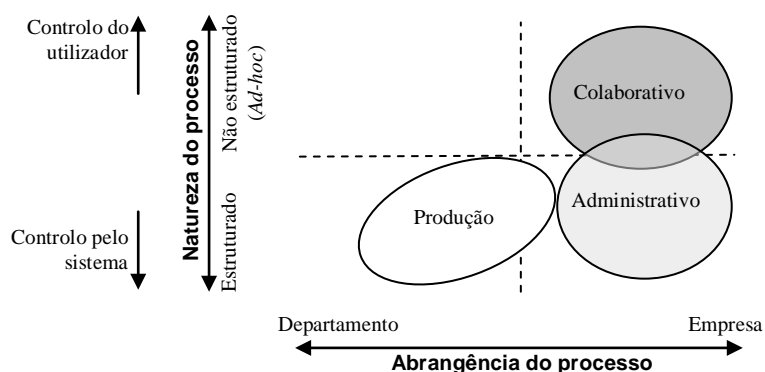 Controlo do
utilizador
Controlo pelo
sistema
Natureza do processo
Não estruturado
(Ad-hoc)
Estruturado
Colaborativo
Administrativo
Produção
Departamento
Empresa
Abrangência do processo